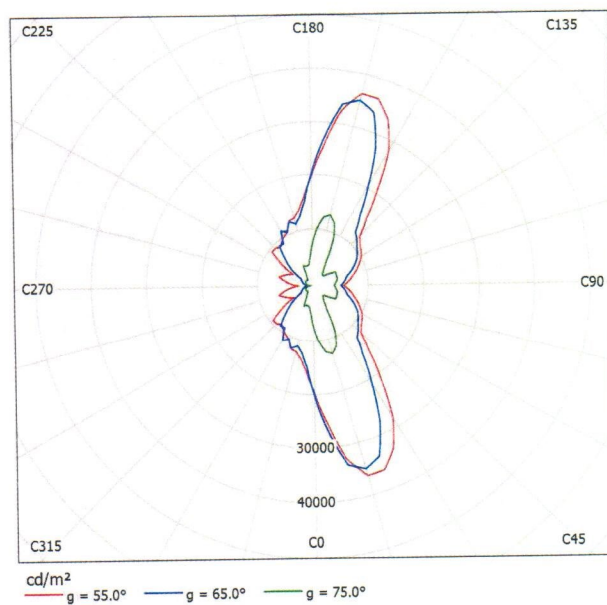 C225
C180
C135
C270
C90
30000
40000
C315
C0
C45
cd/m²
g = 55.0°
g = 65.0°
g = 75.0°